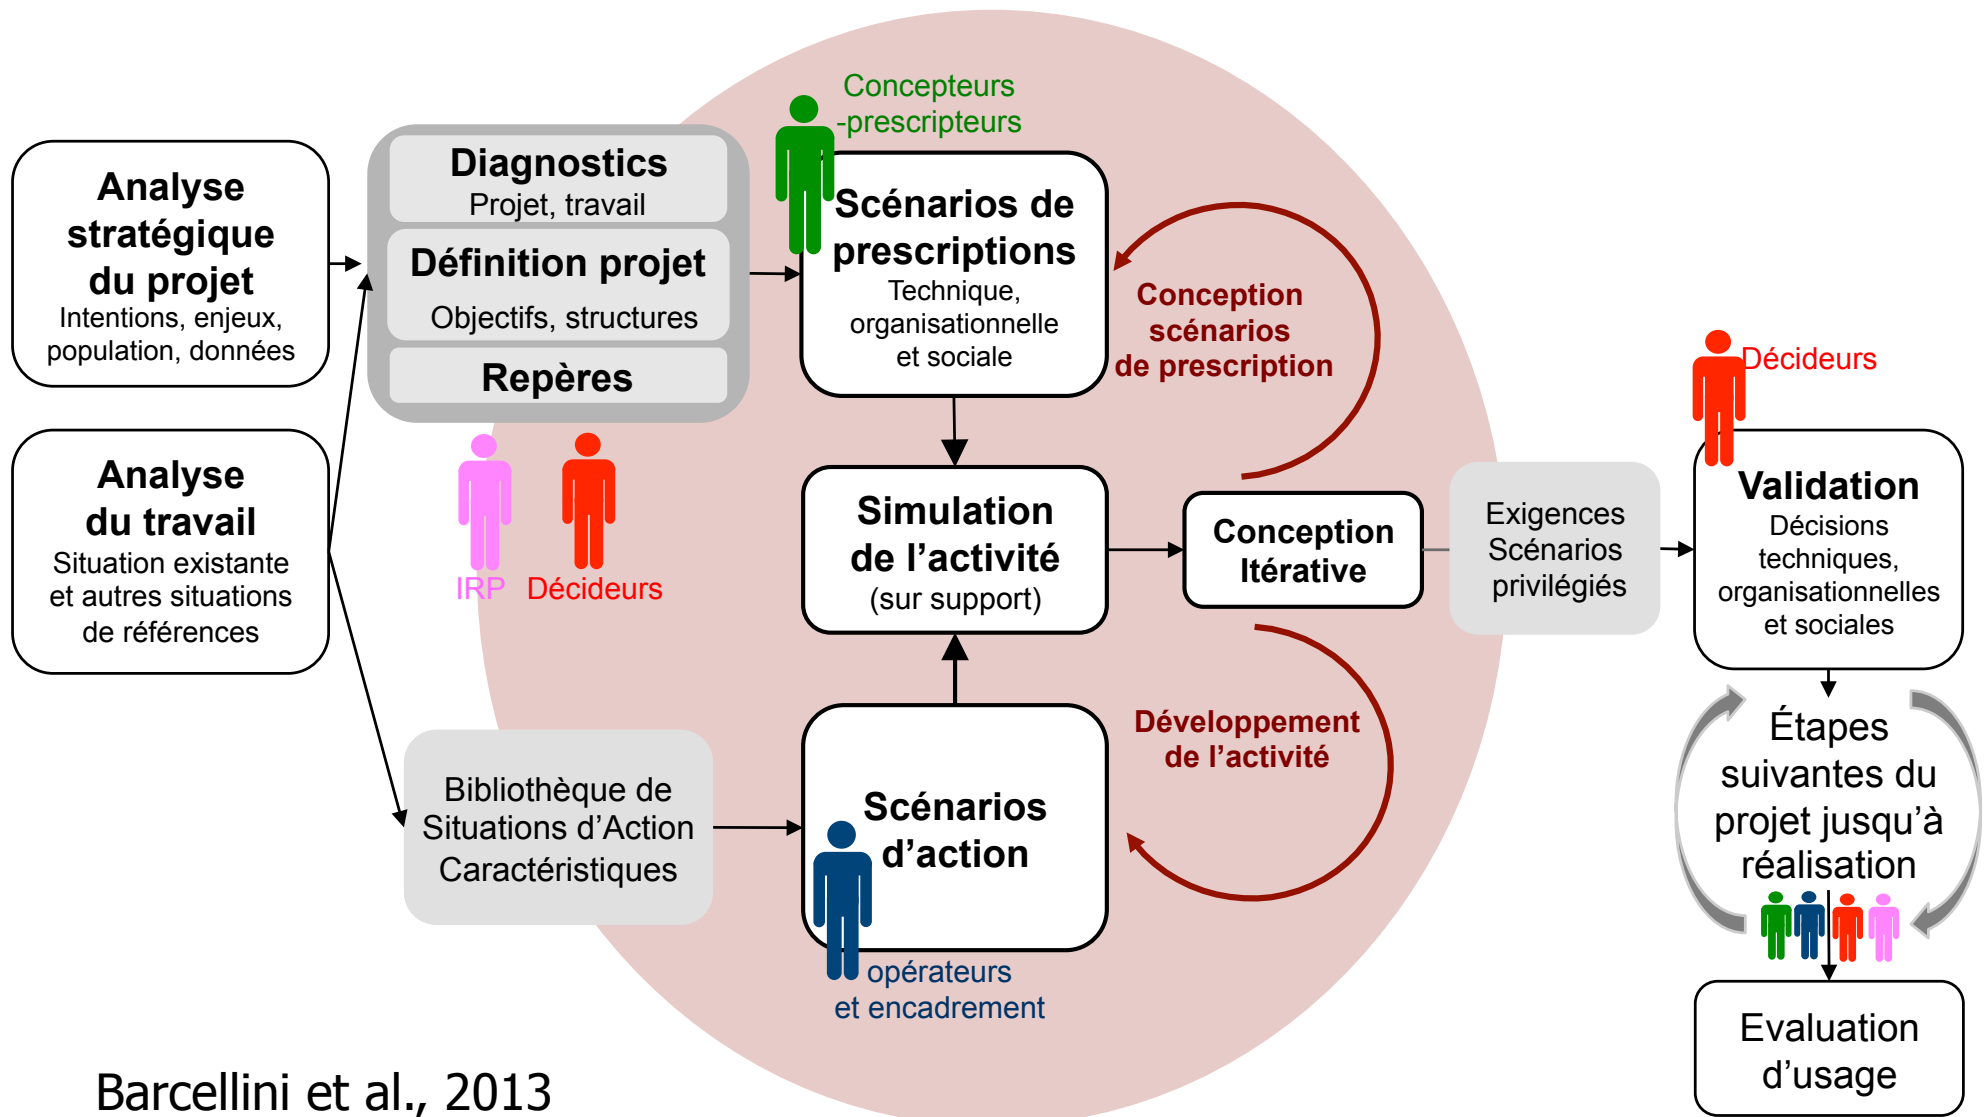 Analyse
stratégique
du projet
Intentions, enjeux,
population, données
Analyse
du travail
Situation existante
et autres situations
de références
Diagnostics
Projet, travail
Définition projet
Objectifs, structures
Repères
IRP
Décideurs
Bibliothèque de
Situations d’Action
Caractéristiques
Concepteurs
-prescripteurs
Scénarios de
prescriptions
Technique,
organisationnelle
et sociale
Simulation
de l’activité
(sur support)
Scénarios
d’action
opérateurs
et encadrement
Conception
scénarios
de prescription
Conception
Itérative
Développement
de l’activité
Exigences
Scénarios
privilégiés
Décideurs
Validation
Décisions
techniques,
organisationnelles
et sociales
Étapes
suivantes du
projet jusqu’à
réalisation
Evaluation
d’usage
Barcellini et al., 2013